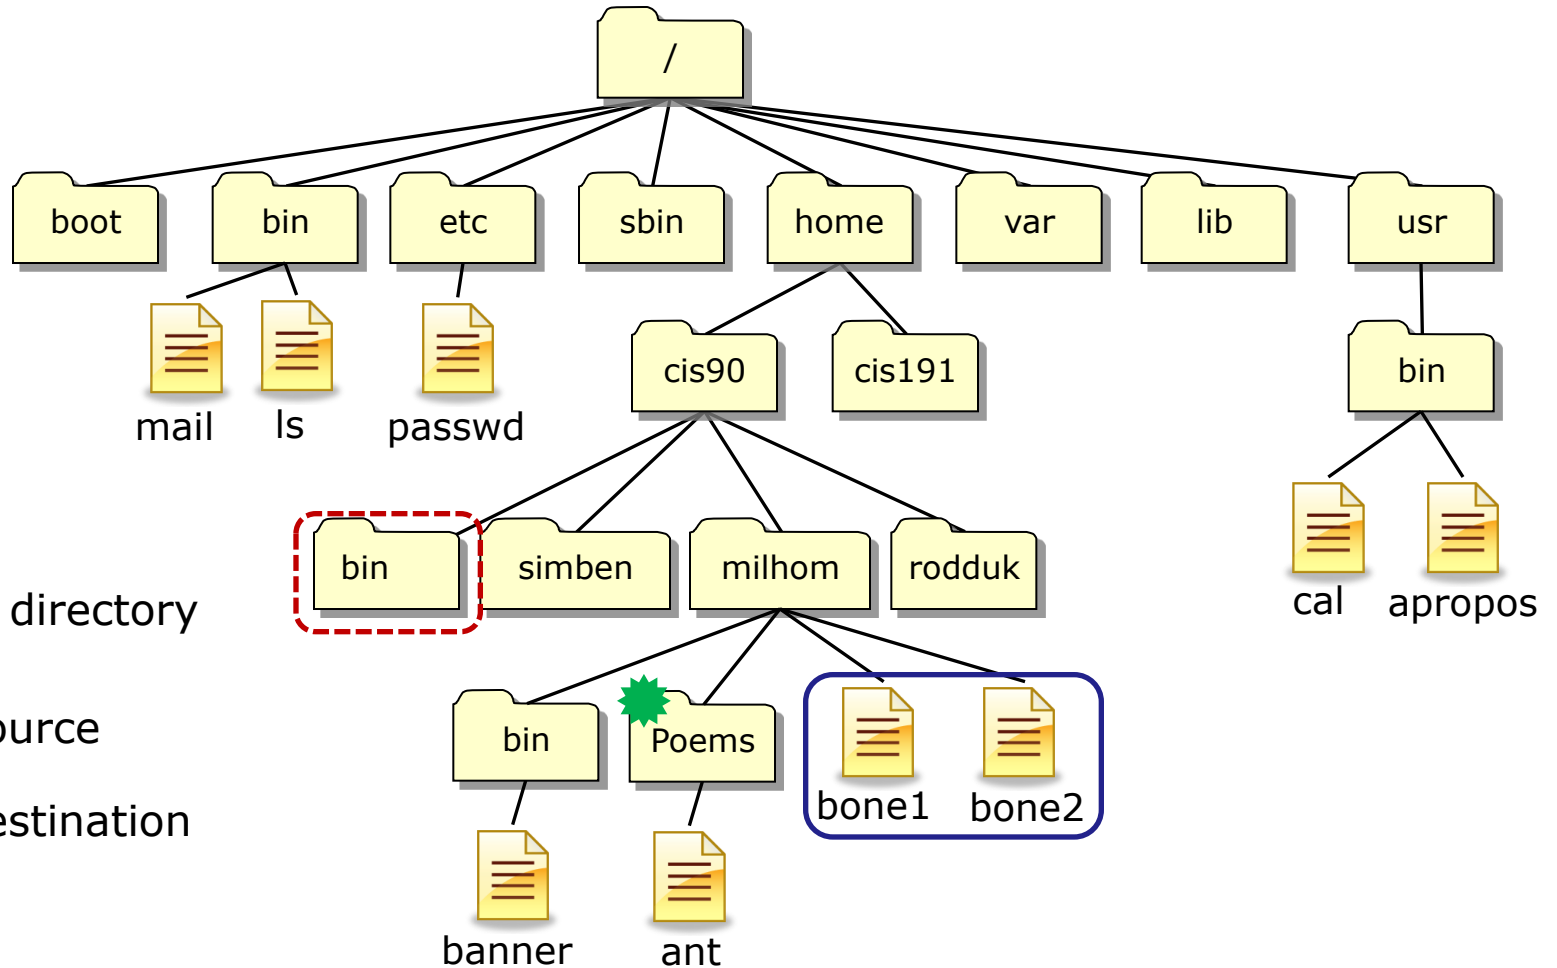 /
boot bin etc sbin home var lib usr
mail ls passwd
cis90 cis191 bin
bin simben milhom rodduk
cal apropos
directory
bin Poems
ource
bone1 bone2
estination
banner ant